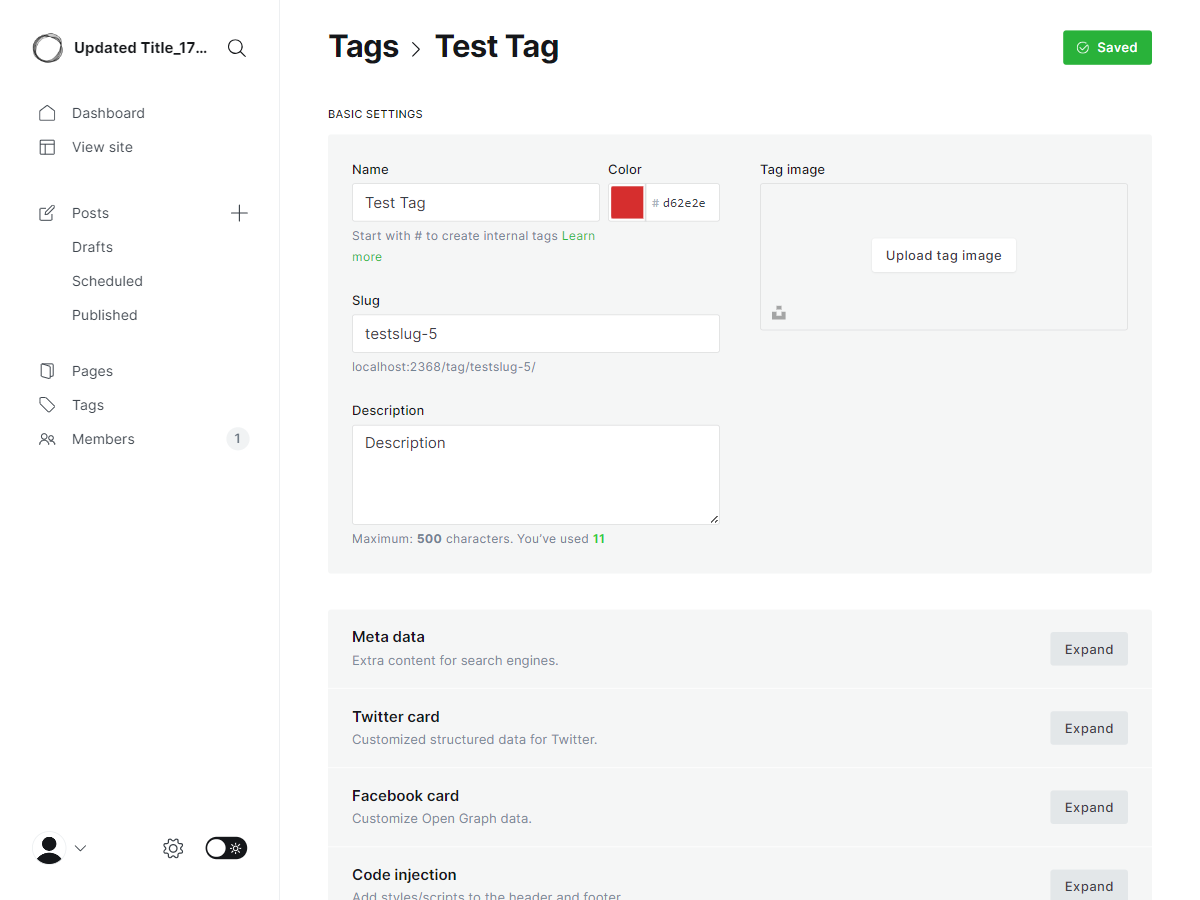 Updated Title_17...
Dashboard
View site
Posts
Drafts
Scheduled
Published
Pages
Tags
Members 1
Tags > Test Tag
Saved
BASIC SETTINGS
Name
Test Tag
Start with # to create internal tags Learn
more
Color
# d62e2e
Slug
testslug-5
localhost:2368/tag/testslug-5/
Description
Description
Maximum: 500 characters. You've used 11
Tag image
Upload tag image
Meta data
Extra content for search engines.
Expand
Twitter card
Customized structured data for Twitter.
Expand
Facebook card
Customize Open Graph data.
Expand
Code injection
Add styles/scripts to the header and footer.
Expand